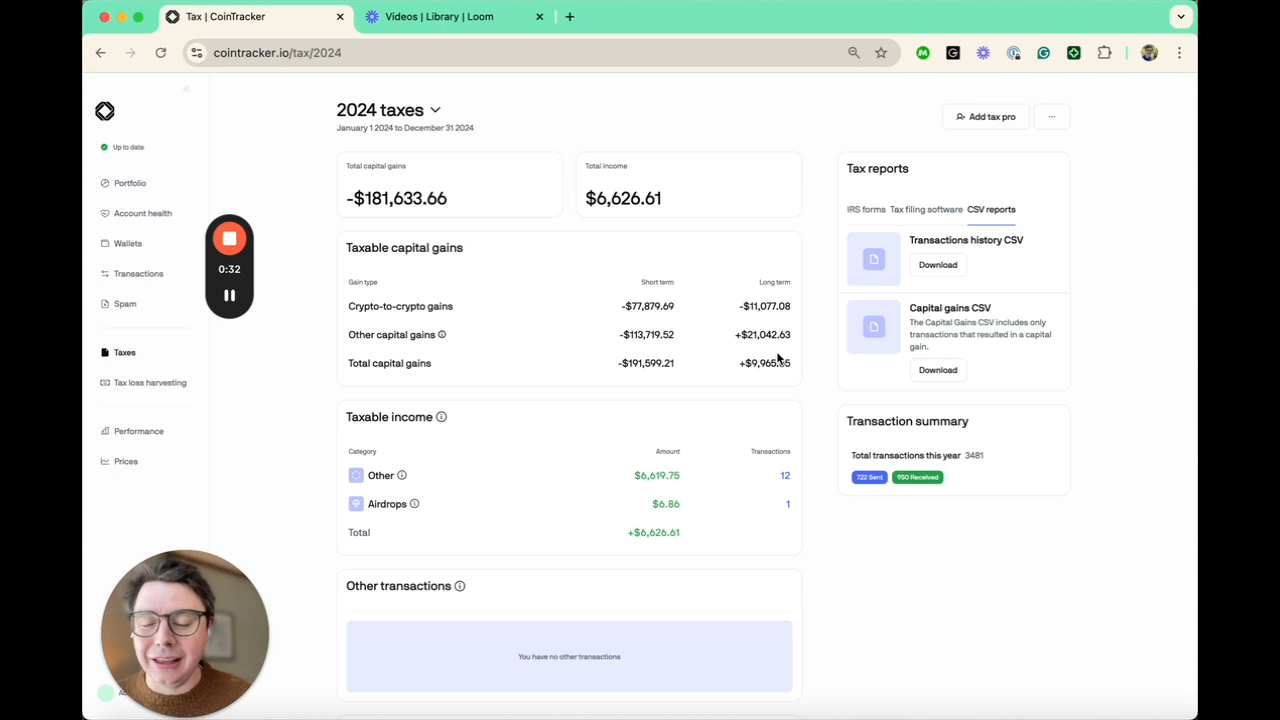 Tax | CoinTracker
Videos | Library | Loom
cointracker.io/tax/2024
Up to date
Portfolio
Account health
Wallets
Transactions
Spam
Taxes
Tax loss harvesting
Performance
Prices
0:32
2024 taxes
January 1 2024 to December 31 2024
Add tax pro
Total capital gains
-$181,633.66
Total income
$6,626.61
Taxable capital gains
Gain type Short term Long term
Crypto-to-crypto gains -$77,879.69 -$11,077.08
Other capital gains -$113,719.52 +$21,042.63
Total capital gains -$191,599.21
Taxable income
Category Amount Transactions
Other $6,619.75 12
Airdrops $6.86 1
Total +$6,626.61
Other transactions
You have no other transactions
Tax reports
IRS forms Tax filing software CSV reports
Transactions history CSV
Download
Capital gains CSV
The Capital Gains CSV includes only
transactions that resulted in a capital
gain.
Download
Transaction summary
Total transactions this year 3481
722 Sent 950 Received